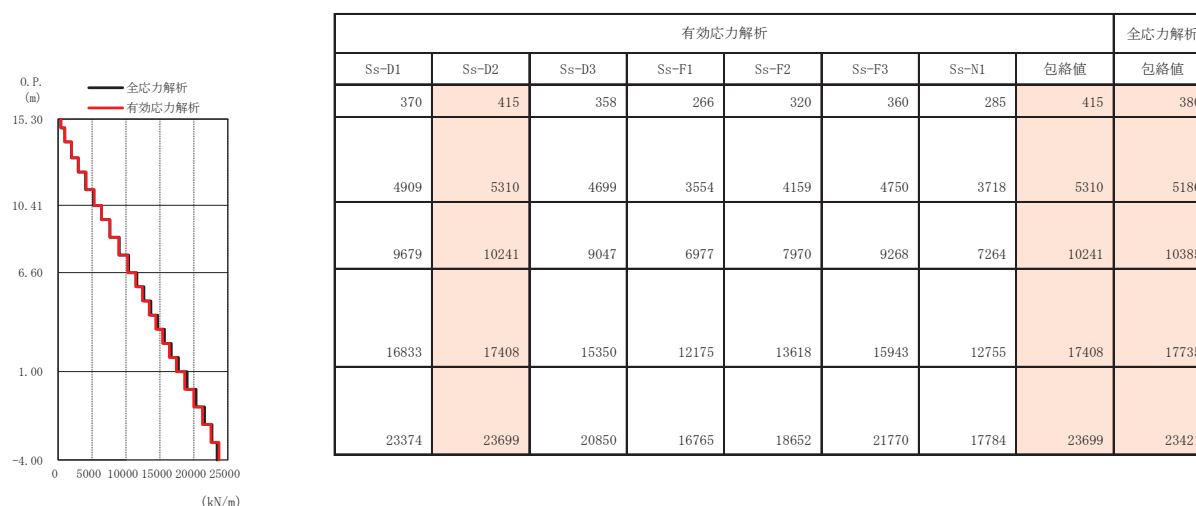 O.P.
(m)
全応力解析
有効応力解析
15.30
10.41
6.60
1.00
-4.00
0 5000 10000 15000 20000 25000
(kN/m)
有効応力解析 全応力解析
Ss-D1 Ss-D2 Ss-D3 Ss-F1 Ss-F2 Ss-F3 Ss-N1 包絡値 包絡値
370 415 358 266 320 360 285 415
4909 5310 4699 3554 4159 4750 3718 5310
9679 10241 9047 6977 7970 9268 7264 10241
16833 17408 15350 12175 13618 15943 12755 17408
23374 23699 20850 16765 18652 21770 17784 23699